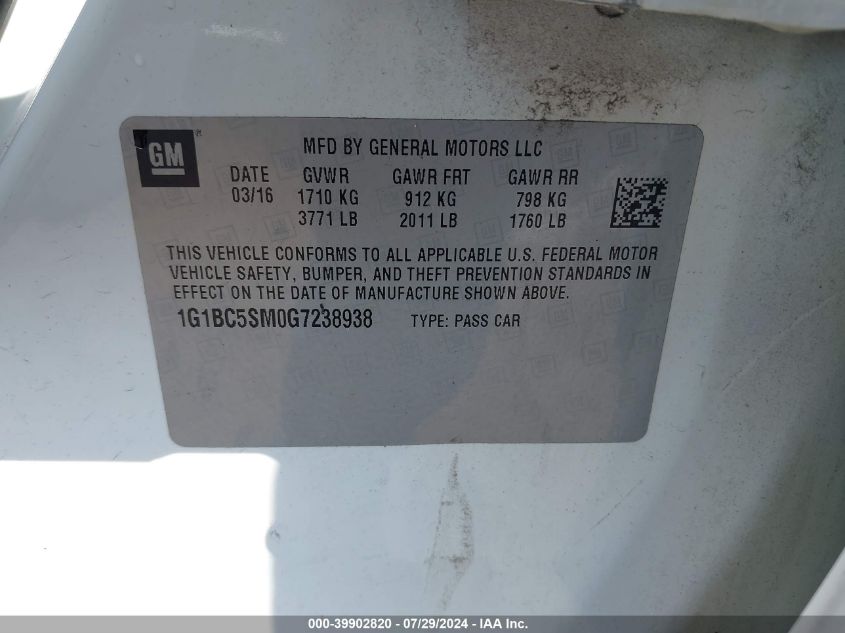 GM
MFD BY GENERAL MOTORS LLC
DATE GVWR GAWR FRT GAWR RR
03/16 1710 KG 912 KG 798 KG
3771 LB 2011 LB 1760 LB
THIS VEHICLE CONFORMS TO ALL APPLICABLE U.S. FEDERAL MOTOR
VEHICLE SAFETY, BUMPER, AND THEFT PREVENTION STANDARDS IN
EFFECT ON THE DATE OF MANUFACTURE SHOWN ABOVE.
1G1BC5SM0G7238938 TYPE: PASS CAR
000-39902820 - 07/29/2024 - IAA Inc.